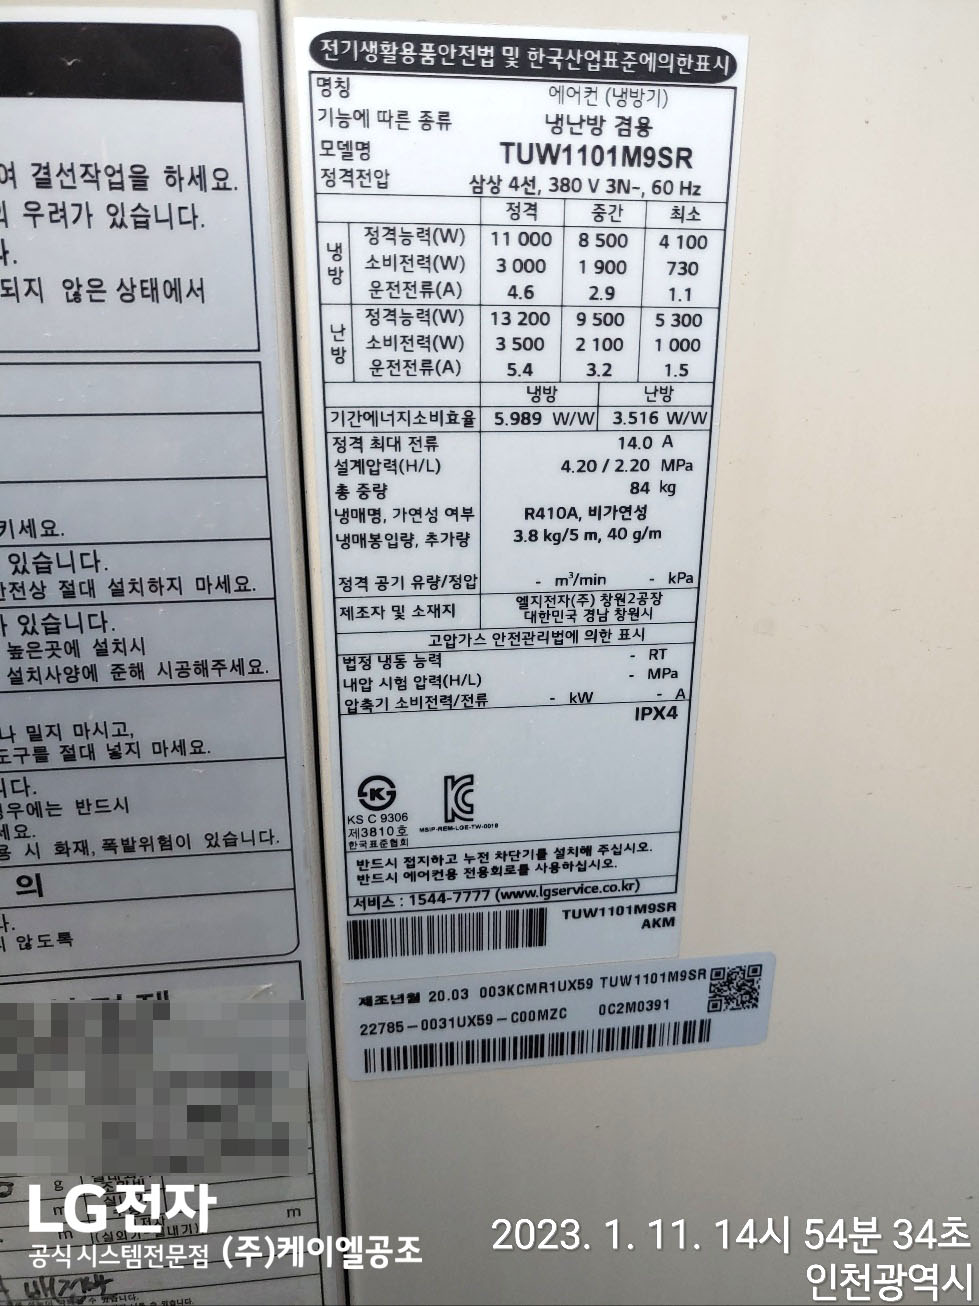 여 결선작업을 하세요.
의 우려가 있습니다.
다.
되지 않은 상태에서
키세요.
있습니다.
안전상 절대 설치하지 마세요.
가 있습니다.
높은곳에 설치시
설치사양에 준해 시공해주세요.
나 밀지 마시고,
도구를 절대 넣지 마세요.
니다.
경우에는 반드시
세요.
용 시 화재, 폭발위험이 있습니다.
의
다.
지 않도록
g
m
m
(실외기~실내기)
전기생활용품안전법 및 한국산업표준에의한표시
명칭 에어컨 (냉방기)
기능에 따른 종류 냉난방 겸용
모델명 TUW1101M9SR
정격전압 삼상 4선, 380 V 3N~, 60 Hz
정격 중간 최소
냉방 정격능력(W) 11 000 8 500 4 100
소비전력(W) 3 000 1 900 730
운전전류(A) 4.6 2.9 1.1
난방 정격능력(W) 13 200 9 500 5 300
소비전력(W) 3 500 2 100 1 000
운전전류(A) 5.4 3.2 1.5
냉방 난방
기간에너지소비효율 5.989 W/W 3.516 W/W
정격 최대 전류 14.0 A
설계압력(H/L) 4.20 / 2.20 MPa
총 중량 84 kg
냉매명, 가연성 여부 R410A, 비가연성
냉매봉입량, 추가량 3.8 kg/5 m, 40 g/m
정격 공기 유량/정압 - m³/min - kPa
제조자 및 소재지 엘지전자(주) 창원2공장
대한민국 경남 창원시
고압가스 안전관리법에 의한 표시
법정 냉동 능력 - RT
내압 시험 압력(H/L) - MPa
압축기 소비전력/전류 - kW - A
IPX4
KS C 9306
제3810호
한국표준협회
MSIP-REM-LGE-TW-0018
반드시 접지하고 누전 차단기를 설치해 주십시오.
반드시 에어컨용 전용회로를 사용하십시오.
서비스 : 1544-7777 (www.lgservice.co.kr)
TUW1101M9SR
AKM
제조년월 20.03 003KCMR1UX59 TUW1101M9SR
22785-0031UX59-C00MZC 0C2M0391
LG전자
공식 시스템전문점 (주)케이엘공조
2023. 1. 11. 14시 54분 34초
인천광역시